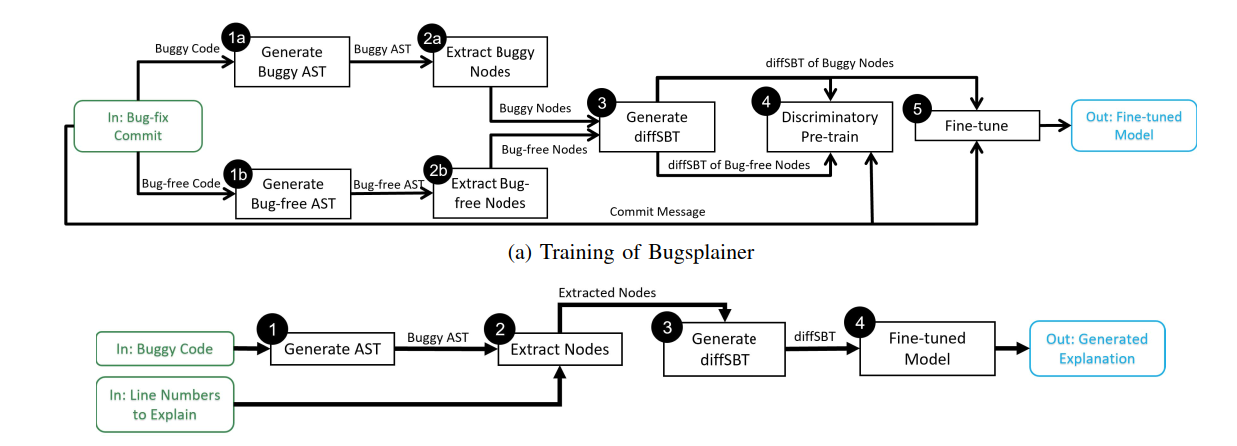 1a
Generate
Buggy AST
Buggy Code
Buggy AST
2a
Extract Buggy
Nodes
diffSBT of Buggy Nodes
In: Bug-fix
Commit
Buggy Nodes
Bug-free Nodes
3
Generate
diffSBT
4
Discriminatory
Pre-train
5
Fine-tune
Out: Fine-tuned
Model
diffSBT of Bug-free Nodes
Bug-free Code
1b
Generate
Bug-free AST
Bug-free AST
2b
Extract Bug-
free Nodes
Commit Message
(a) Training of Bugsplainer
Extracted Nodes
In: Buggy Code
1
Generate AST
Buggy AST
2
Extract Nodes
3
Generate
diffSBT
diffSBT
4
Fine-tuned
Model
Out: Generated
Explanation
In: Line Numbers
to Explain